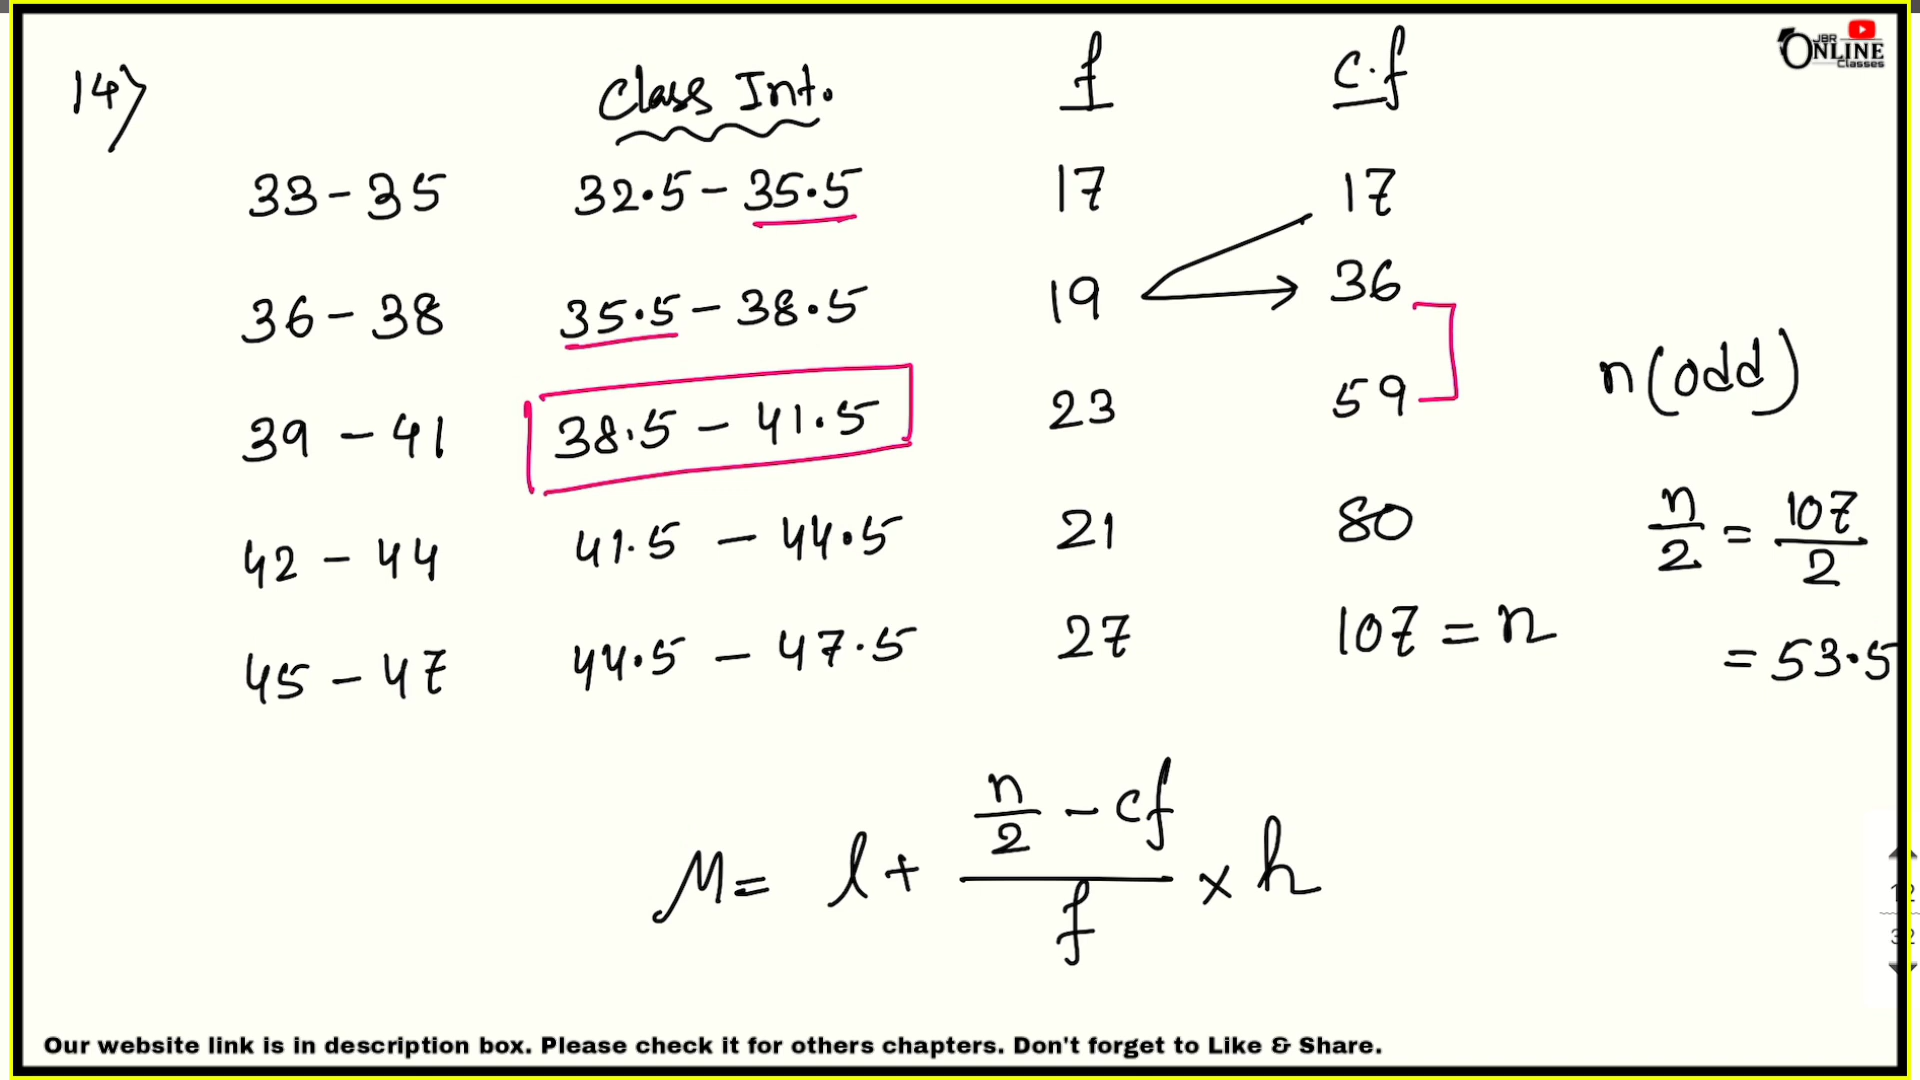 JBR
ONLINE
Classes
14)
Class Int. f c.f
33-35 32.5-35.5 17 17
36-38 35.5-38.5 19 36
39-41 38.5-41.5 23 59
42-44 41.5-44.5 21 80
45-47 44.5-47.5 27 107=n
n(odd)
n/2 = 107/2
= 53.5
M = l + (n/2 - cf)/f × h
12
32
Our website link is in description box. Please check it for others chapters. Don't forget to Like & Share.